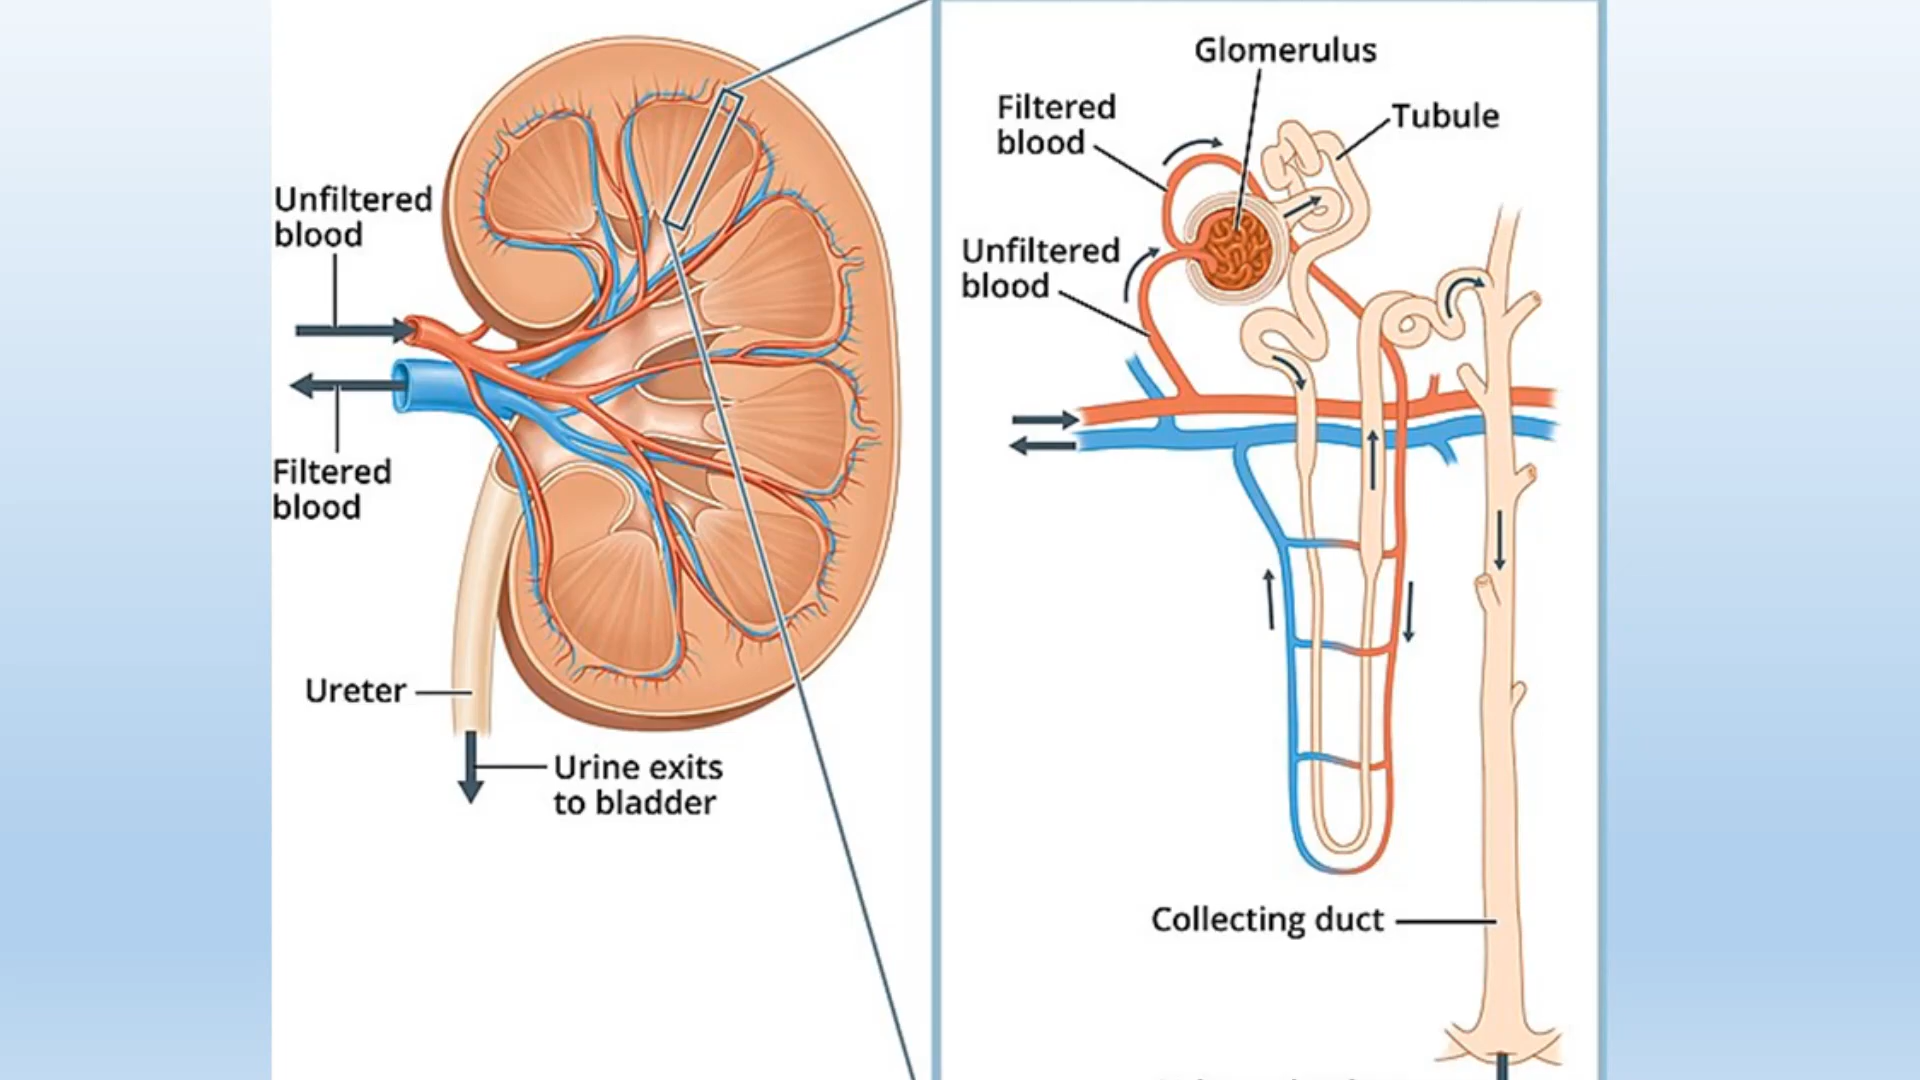 Unfiltered
blood
Filtered
blood
Ureter
Urine exits
to bladder
Glomerulus
Filtered
blood
Tubule
Unfiltered
blood
Collecting duct